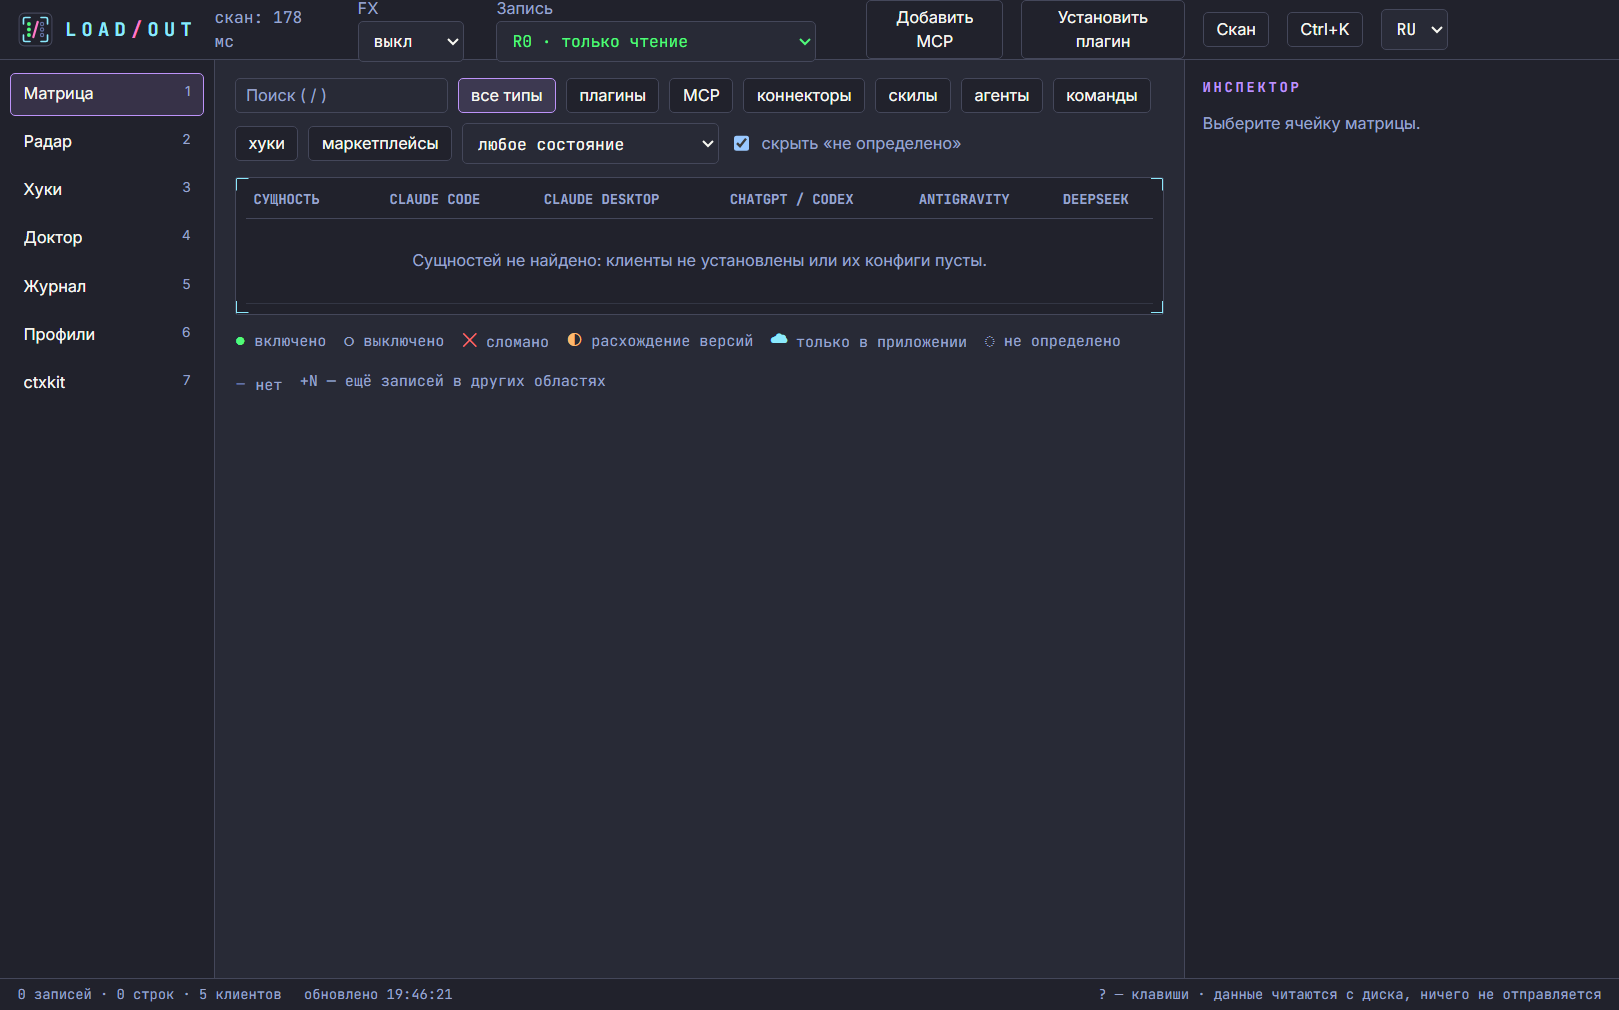 LOAD/OUT
скан: 178 мс
FX
выкл
Запись
R0 · только чтение
Добавить MCP
Установить плагин
Скан
Ctrl+K
RU
Матрица 1
Радар 2
Хуки 3
Доктор 4
Журнал 5
Профили 6
ctxkit 7
Поиск ( / )
все типы
плагины
MCP
коннекторы
скилы
агенты
команды
хуки
маркетплейсы
любое состояние
скрыть «не определено»
СУЩНОСТЬ CLAUDE CODE CLAUDE DESKTOP CHATGPT / CODEX ANTIGRAVITY DEEPSEEK
Сущностей не найдено: клиенты не установлены или их конфиги пусты.
включено выключено сломано расхождение версий только в приложении не определено
— нет +N — ещё записей в других областях
ИНСПЕКТОР
Выберите ячейку матрицы.
0 записей · 0 строк · 5 клиентов обновлено 19:46:21
? — клавиши · данные читаются с диска, ничего не отправляется